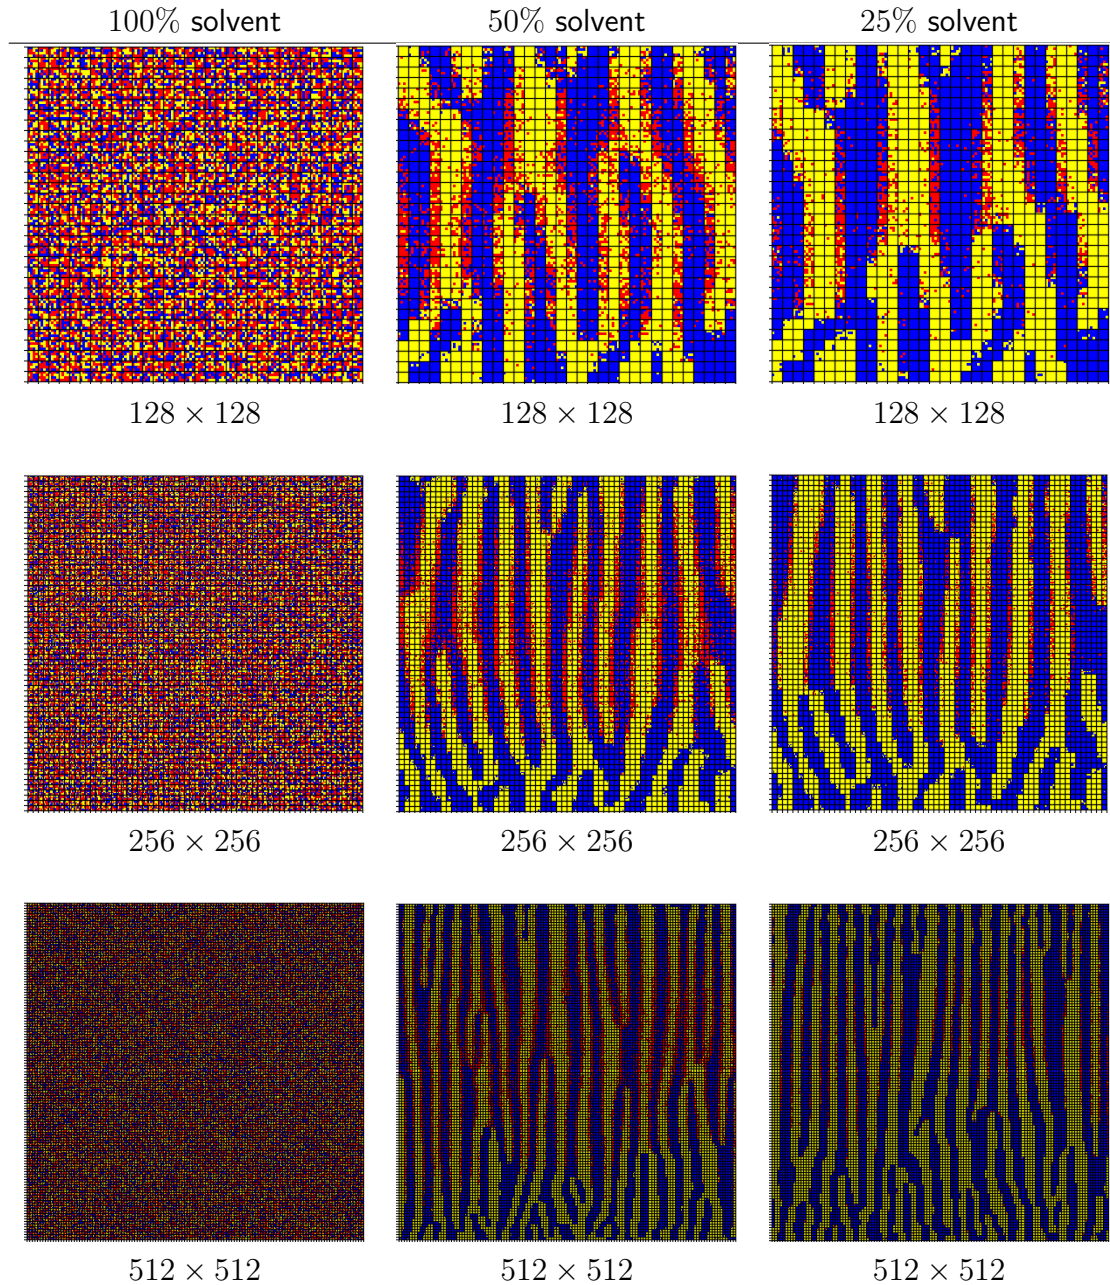 100% solvent 50% solvent 25% solvent
128 × 128 128 × 128 128 × 128
256 × 256 256 × 256 256 × 256
512 × 512 512 × 512 512 × 512